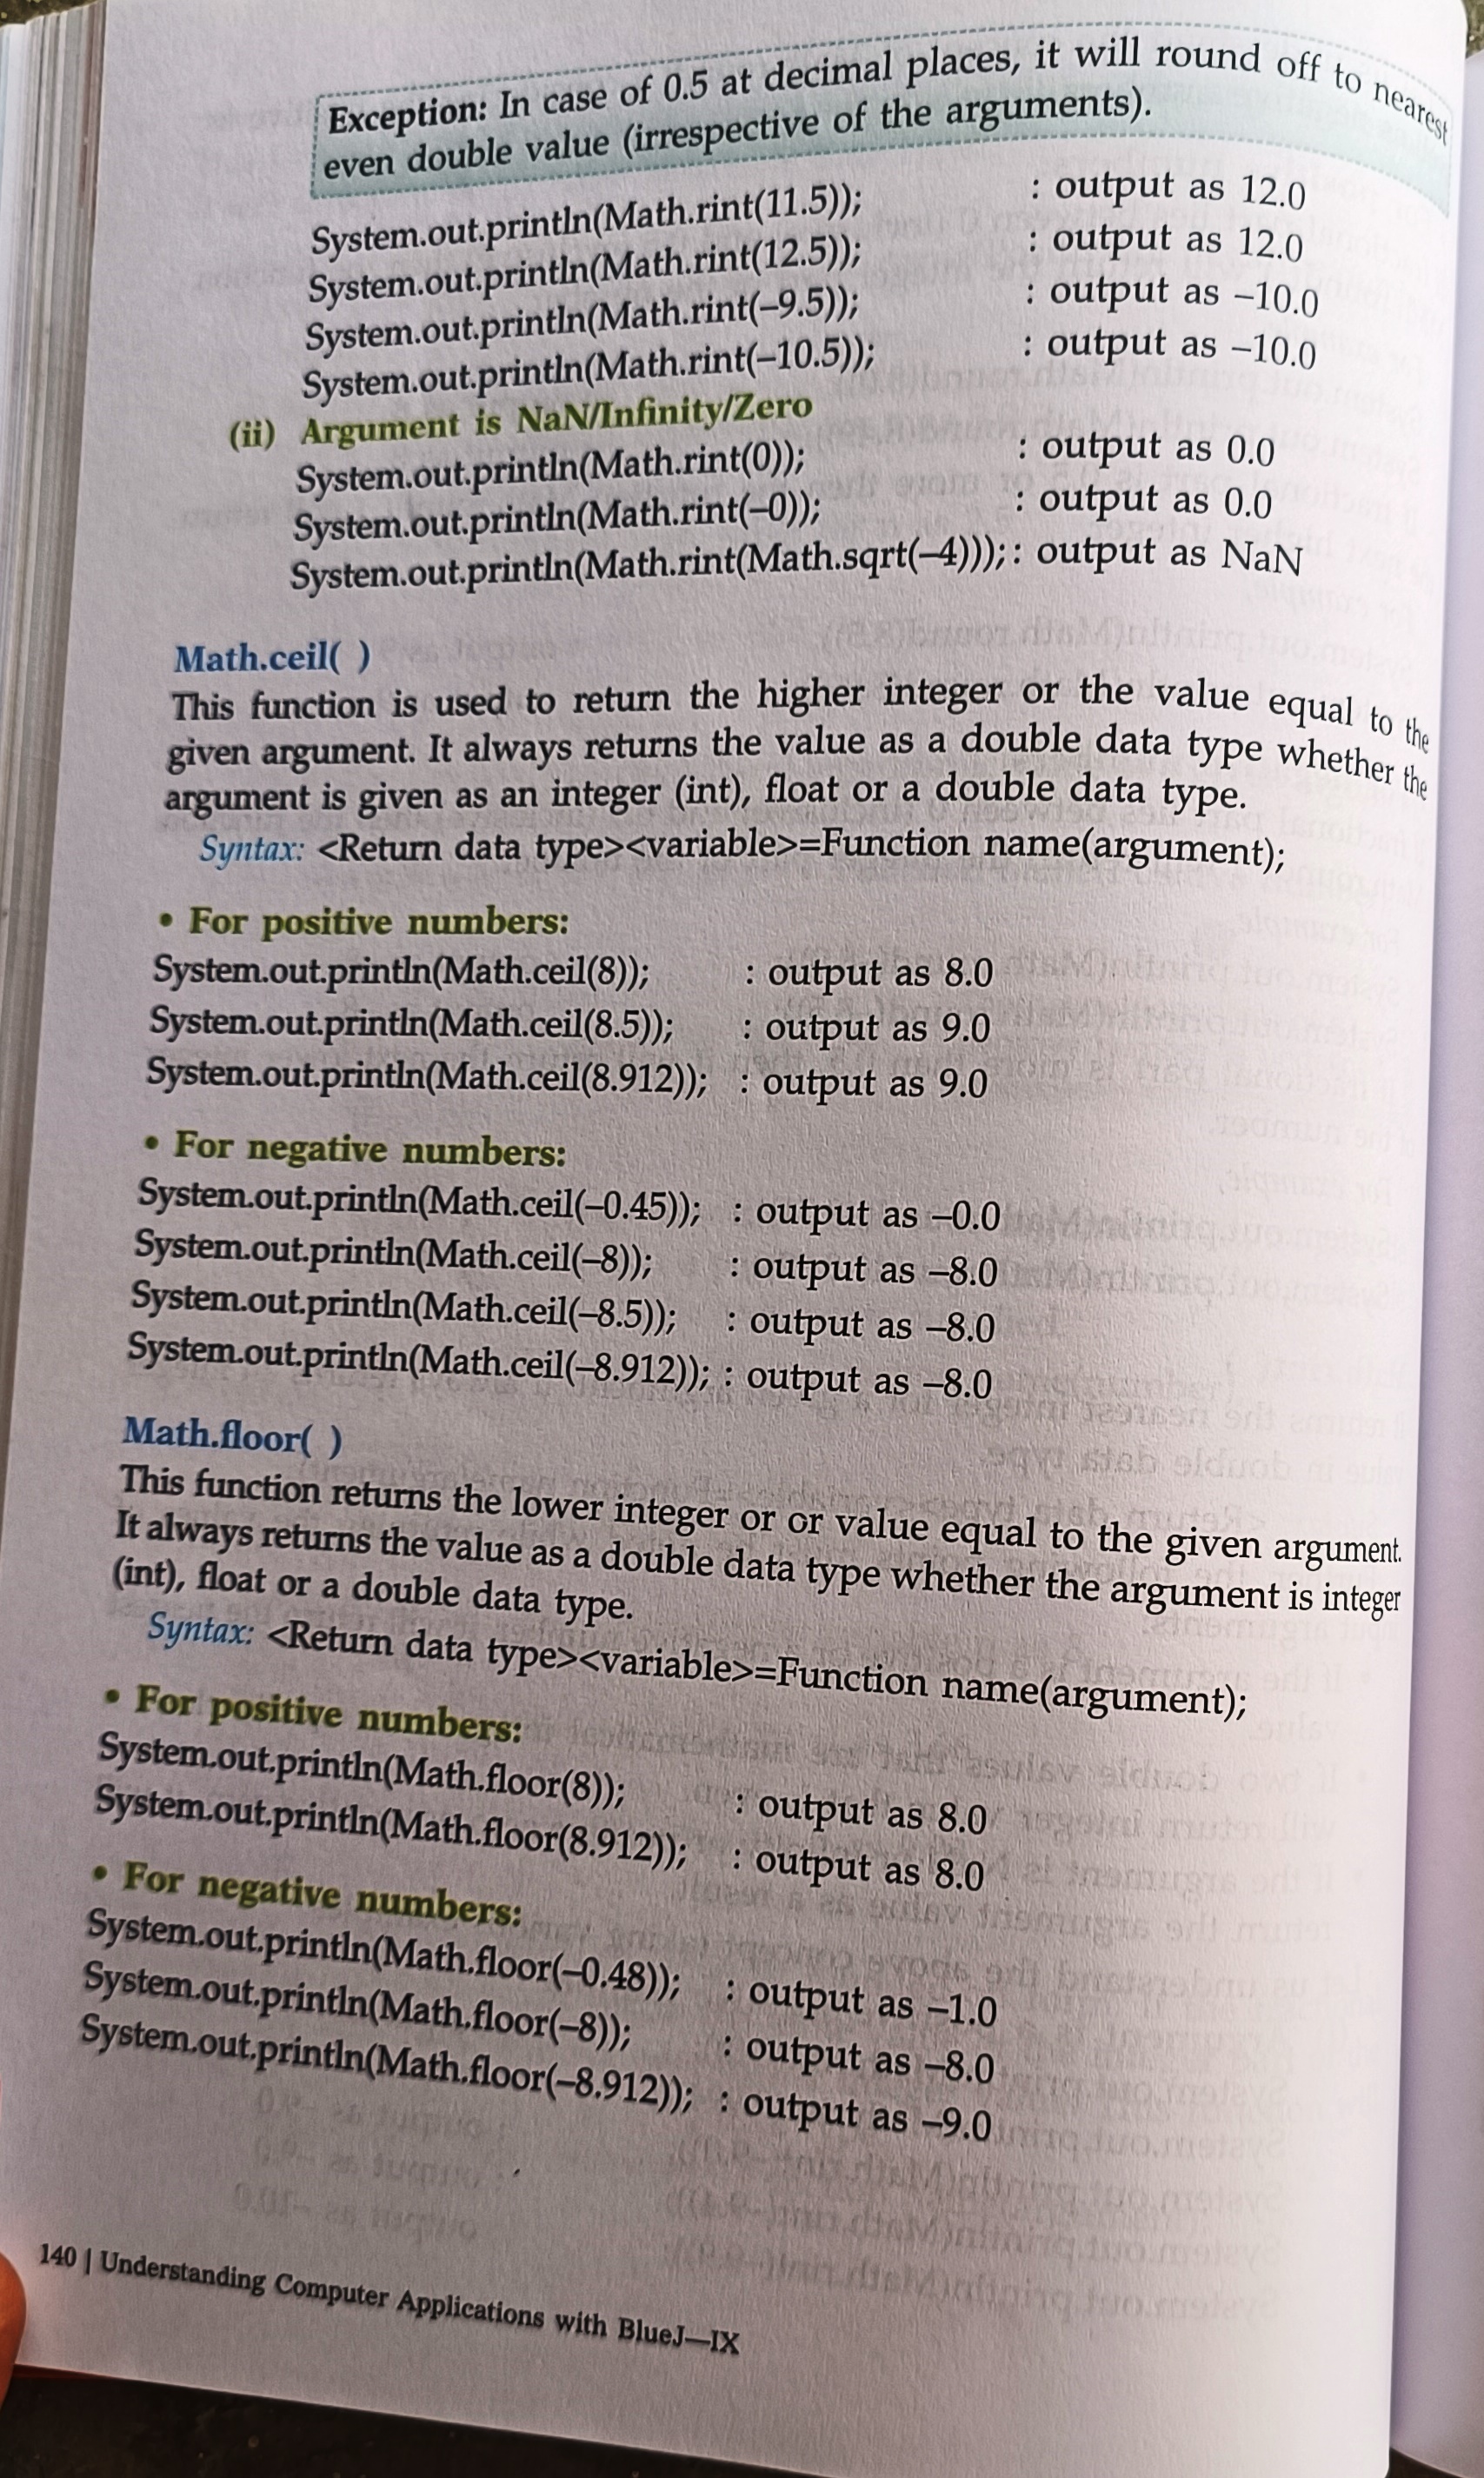 Exception: In case of 0.5 at decimal places, it will round off to nearest
even double value (irrespective of the arguments).
System.out.println(Math.rint(11.5)); : output as 12.0
System.out.println(Math.rint(12.5)); : output as 12.0
System.out.println(Math.rint(–9.5)); : output as –10.0
System.out.println(Math.rint(–10.5)); : output as –10.0
(ii) Argument is NaN/Infinity/Zero
System.out.println(Math.rint(0)); : output as 0.0
System.out.println(Math.rint(–0)); : output as 0.0
System.out.println(Math.rint(Math.sqrt(–4))); : output as NaN
Math.ceil( )
This function is used to return the higher integer or the value equal to the
given argument. It always returns the value as a double data type whether the
argument is given as an integer (int), float or a double data type.
Syntax: <Return data type><variable>=Function name(argument);
• For positive numbers:
System.out.println(Math.ceil(8)); : output as 8.0
System.out.println(Math.ceil(8.5)); : output as 9.0
System.out.println(Math.ceil(8.912)); : output as 9.0
• For negative numbers:
System.out.println(Math.ceil(–0.45)); : output as –0.0
System.out.println(Math.ceil(–8)); : output as –8.0
System.out.println(Math.ceil(–8.5)); : output as –8.0
System.out.println(Math.ceil(–8.912)); : output as –8.0
Math.floor( )
This function returns the lower integer or or value equal to the given argument.
It always returns the value as a double data type whether the argument is integer
(int), float or a double data type.
Syntax: <Return data type><variable>=Function name(argument);
• For positive numbers:
System.out.println(Math.floor(8)); : output as 8.0
System.out.println(Math.floor(8.912)); : output as 8.0
• For negative numbers:
System.out.println(Math.floor(–0.48)); : output as –1.0
System.out.println(Math.floor(–8)); : output as –8.0
System.out.println(Math.floor(–8.912)); : output as –9.0
140 | Understanding Computer Applications with BlueJ—IX